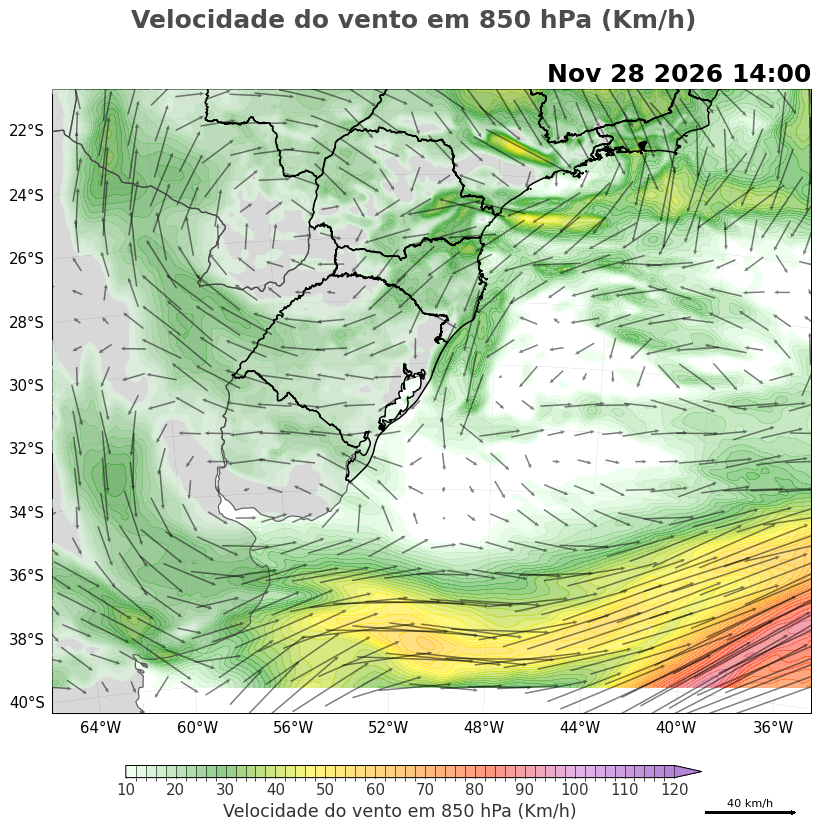 Velocidade do vento em 850 hPa (Km/h)
Nov 28 2026 14:00
22°S
24°S
26°S
28°S
30°S
32°S
34°S
36°S
38°S
40°S
64°W 60°W 56°W 52°W 48°W 44°W 40°W 36°W
10 20 30 40 50 60 70 80 90 100 110 120
Velocidade do vento em 850 hPa (Km/h)
40 km/h